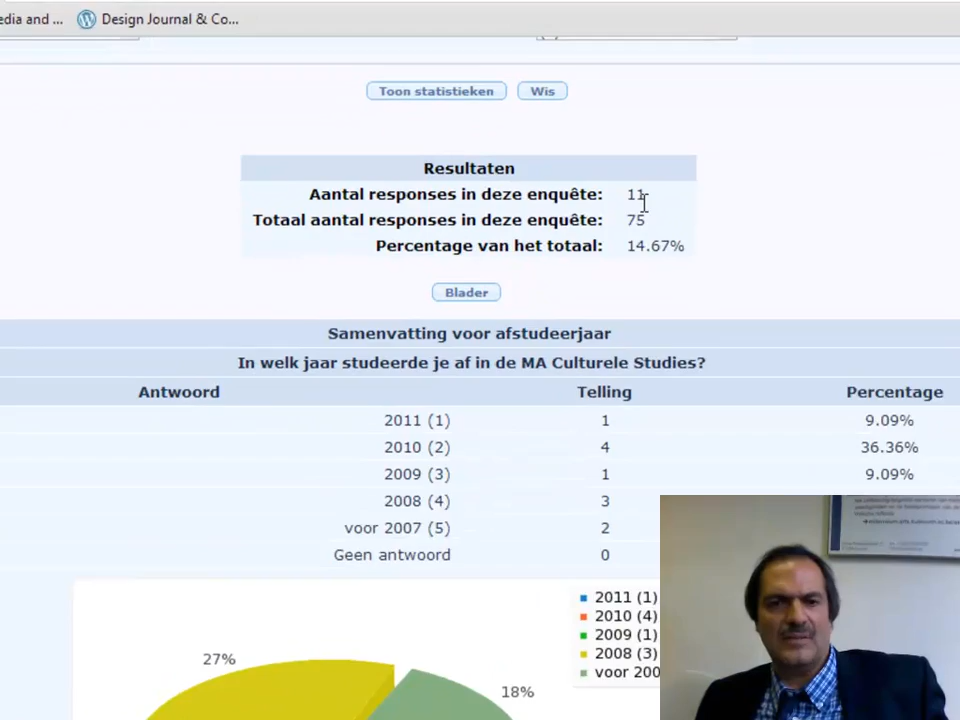 edia and ... Design Journal & Co...
Toon statistieken Wis
Resultaten
Aantal responses in deze enquête: 11
Totaal aantal responses in deze enquête: 75
Percentage van het totaal: 14.67%
Blader
Samenvatting voor afstudeerjaar
In welk jaar studeerde je af in de MA Culturele Studies?
Antwoord Telling Percentage
2011 (1) 1 9.09%
2010 (2) 4 36.36%
2009 (3) 1 9.09%
2008 (4) 3
voor 2007 (5) 2
Geen antwoord 0
2011 (1)
2010 (4)
2009 (1)
2008 (3)
voor 200
27%
18%